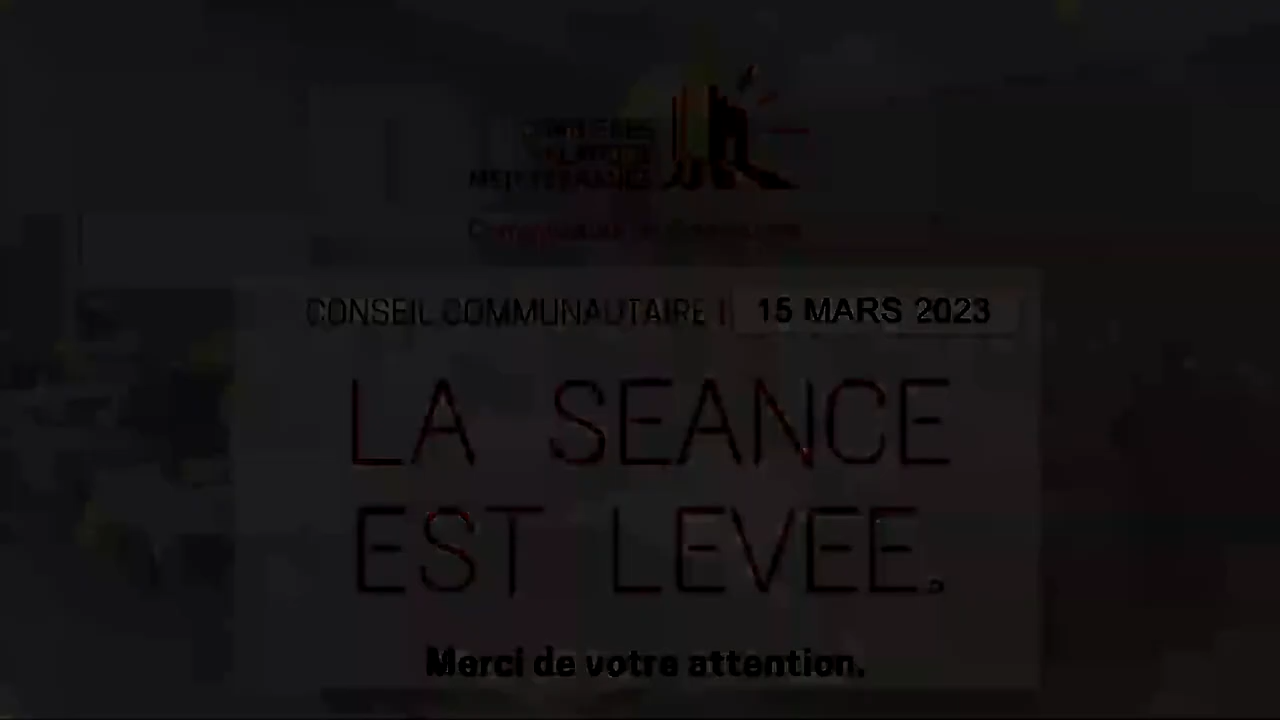 CONSEIL COMMUNAUTAIRE | 15 MARS 2023
LA SEANCE
EST LEVEE.
Merci de votre attention.